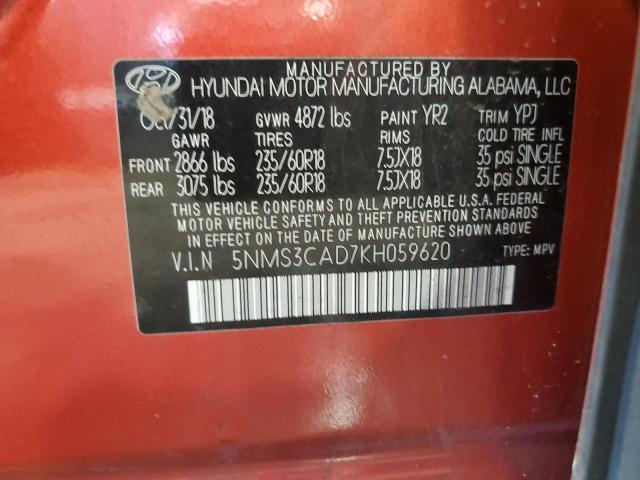 MANUFACTURED BY
HYUNDAI MOTOR MANUFACTURING ALABAMA, LLC
/31/18 GVWR 4872 lbs PAINT YR2 TRIM YPJ
GAWR TIRES RIMS COLD TIRE INFL
FRONT 2866 lbs 235/60R18 7.5JX18 35 psi SINGLE
REAR 3075 lbs 235/60R18 7.5JX18 35 psi SINGLE
THIS VEHICLE CONFORMS TO ALL APPLICABLE U.S.A. FEDERAL
MOTOR VEHICLE SAFETY AND THEFT PREVENTION STANDARDS
IN EFFECT ON THE DATE OF MANUFACTURE SHOWN ABOVE.
V.I.N 5NMS3CAD7KH059620 TYPE: MPV